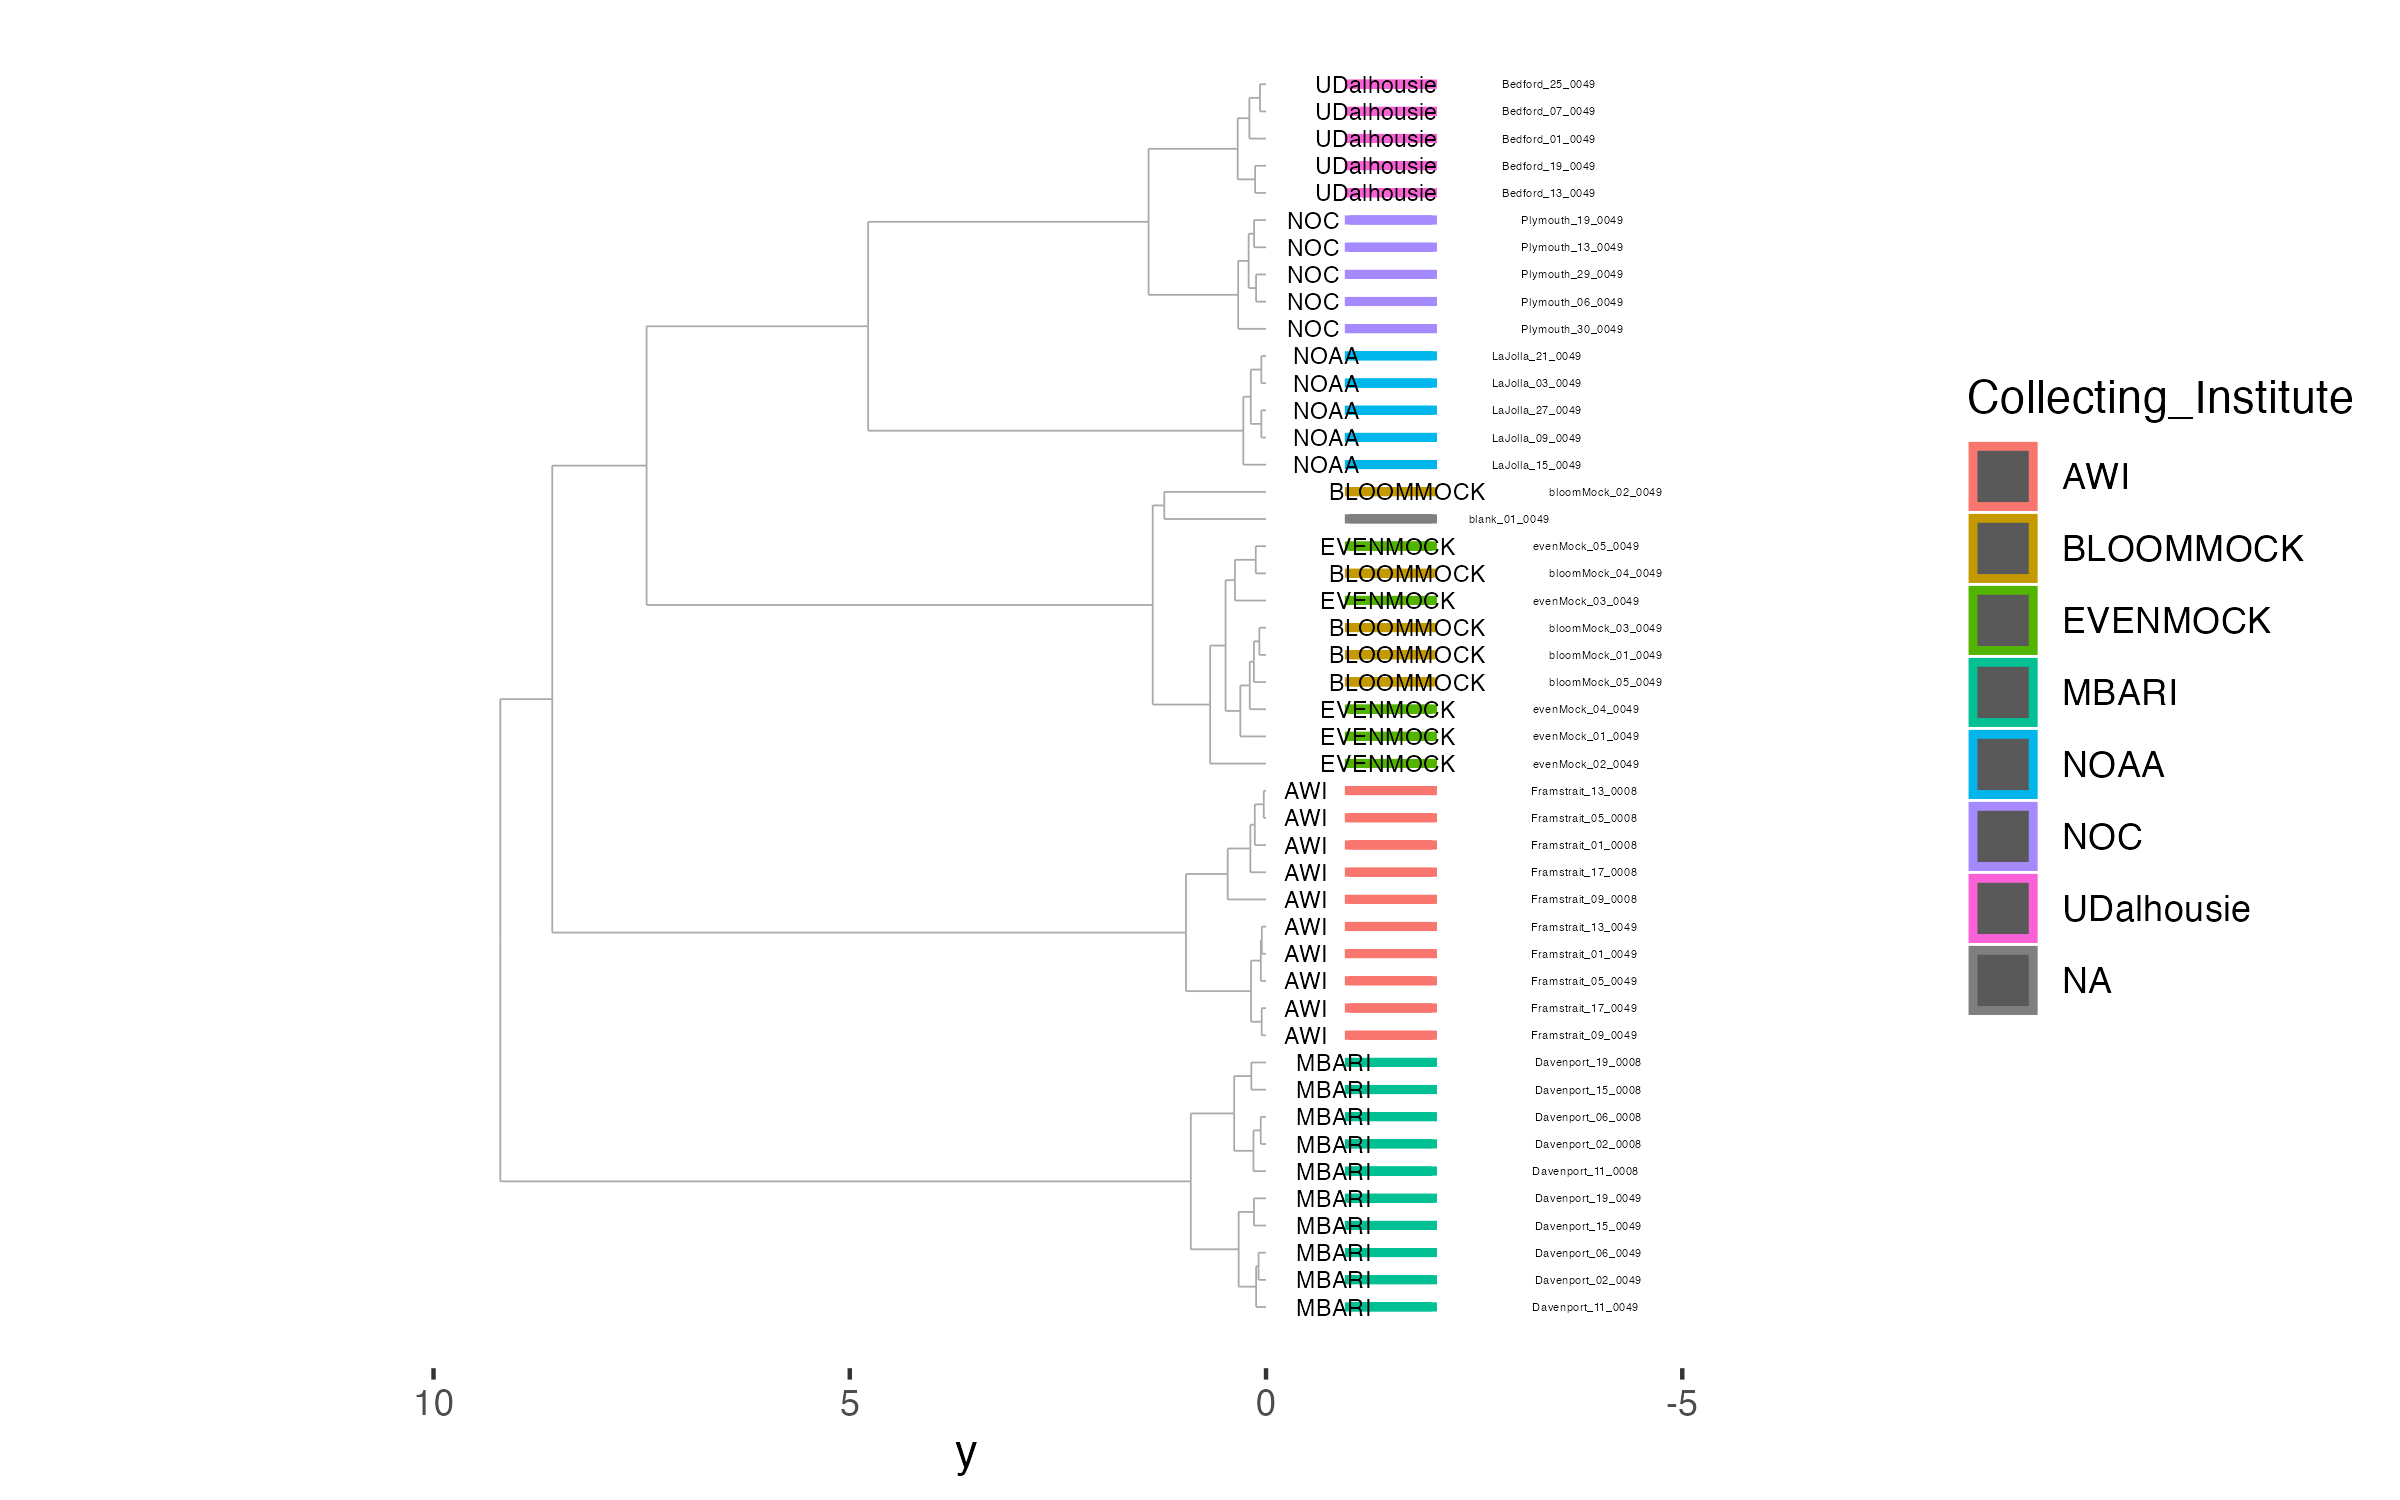 UDalhousie Bedford_25_0049
UDalhousie Bedford_07_0049
UDalhousie Bedford_01_0049
UDalhousie Bedford_19_0049
UDalhousie Bedford_13_0049
NOC Plymouth_19_0049
NOC Plymouth_13_0049
NOC Plymouth_29_0049
NOC Plymouth_06_0049
NOC Plymouth_30_0049
NOAA LaJolla_21_0049
NOAA LaJolla_03_0049
NOAA LaJolla_27_0049
NOAA LaJolla_09_0049
NOAA LaJolla_15_0049
BLOOMMOCK bloomMock_02_0049
blank_01_0049
EVENMOCK evenMock_05_0049
BLOOMMOCK bloomMock_04_0049
EVENMOCK evenMock_03_0049
BLOOMMOCK bloomMock_03_0049
BLOOMMOCK bloomMock_01_0049
BLOOMMOCK bloomMock_05_0049
EVENMOCK evenMock_04_0049
EVENMOCK evenMock_01_0049
EVENMOCK evenMock_02_0049
AWI Framstrait_13_0008
AWI Framstrait_05_0008
AWI Framstrait_01_0008
AWI Framstrait_17_0008
AWI Framstrait_09_0008
AWI Framstrait_13_0049
AWI Framstrait_01_0049
AWI Framstrait_05_0049
AWI Framstrait_17_0049
AWI Framstrait_09_0049
MBARI Davenport_19_0008
MBARI Davenport_15_0008
MBARI Davenport_06_0008
MBARI Davenport_02_0008
MBARI Davenport_11_0008
MBARI Davenport_19_0049
MBARI Davenport_15_0049
MBARI Davenport_06_0049
MBARI Davenport_02_0049
MBARI Davenport_11_0049
10 5 0 -5
y
Collecting_Institute
AWI
BLOOMMOCK
EVENMOCK
MBARI
NOAA
NOC
UDalhousie
NA